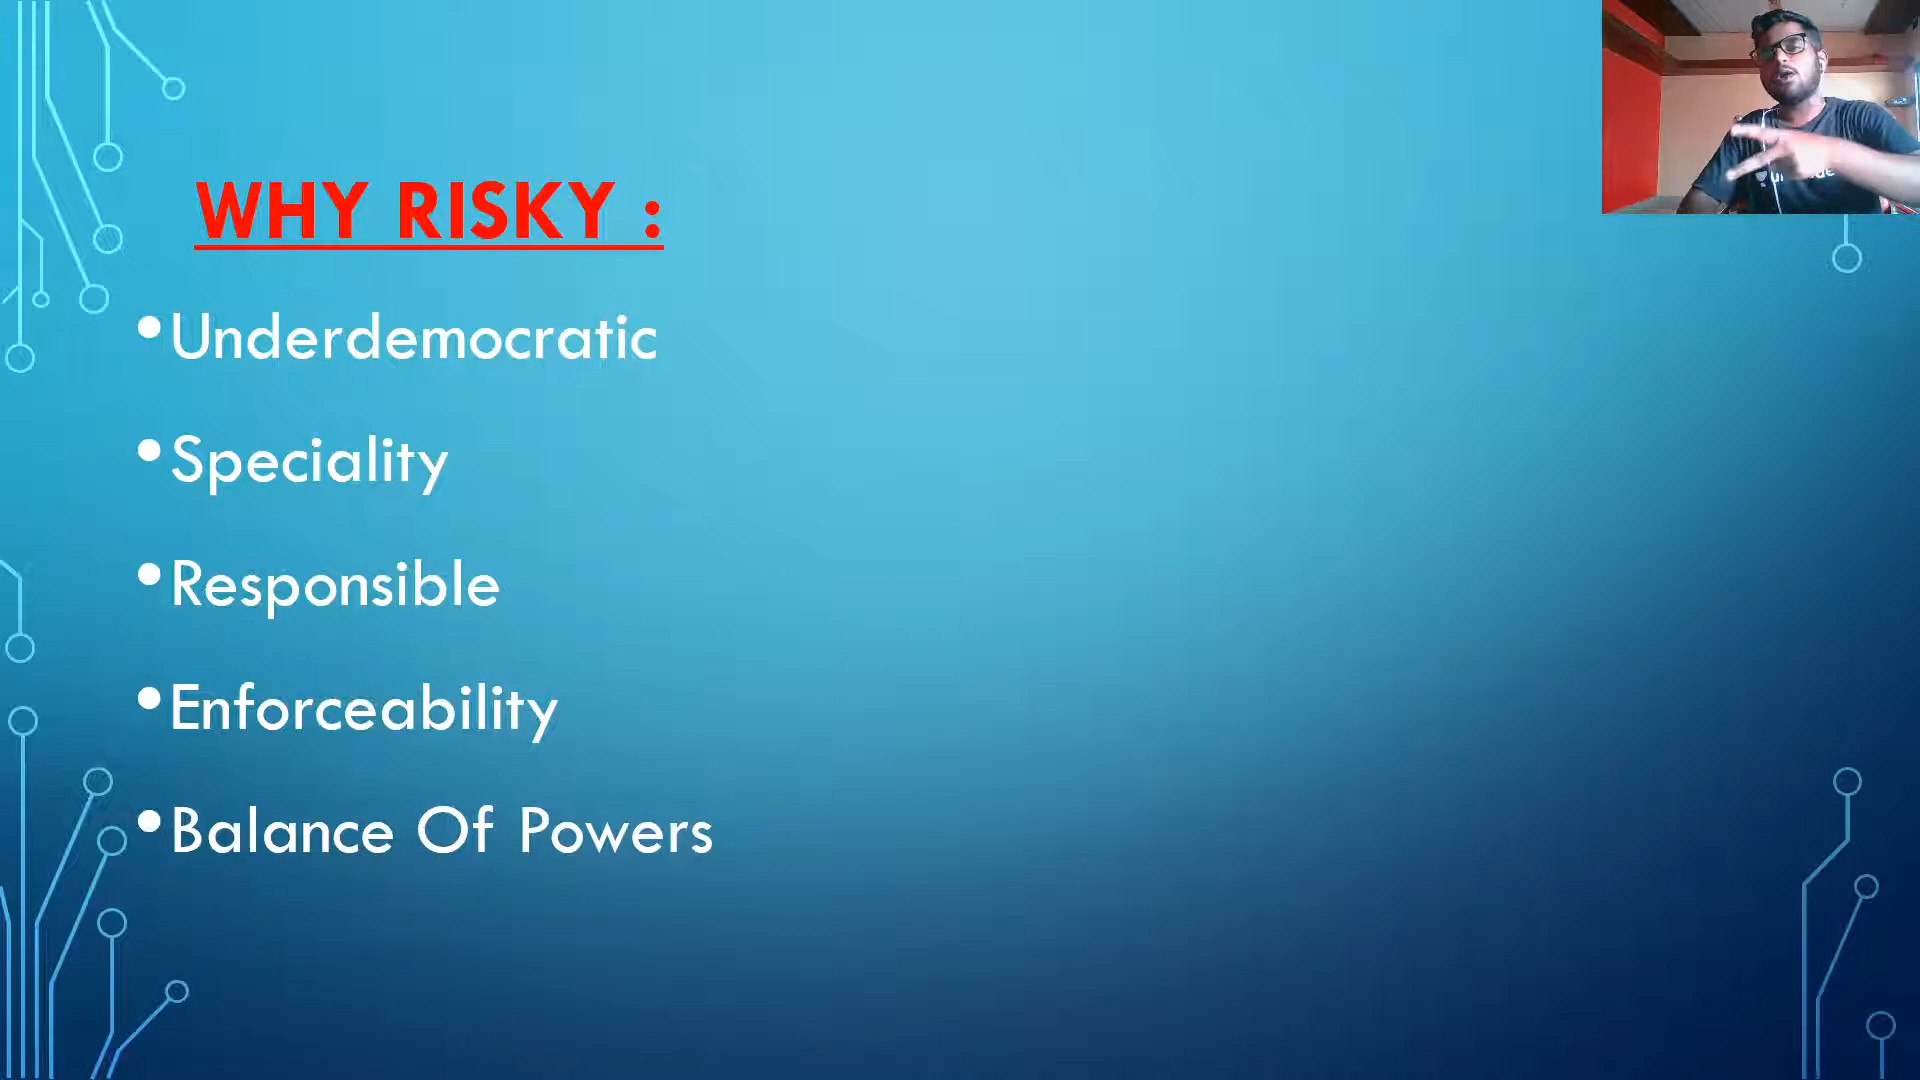 WHY RISKY :
•Underdemocratic
•Speciality
•Responsible
•Enforceability
•Balance Of Powers